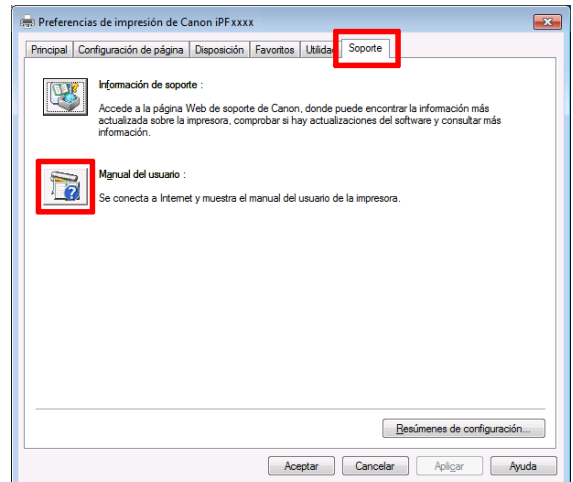 Preferencias de impresión de Canon iPFxxxx
Principal Configuración de página Disposición Favoritos Utilidad Soporte
Información de soporte :
Accede a la página Web de soporte de Canon, donde puede encontrar la información más
actualizada sobre la impresora, comprobar si hay actualizaciones del software y consultar más
información.
Manual del usuario :
Se conecta a Internet y muestra el manual del usuario de la impresora.
Resúmenes de configuración...
Aceptar Cancelar Aplicar Ayuda